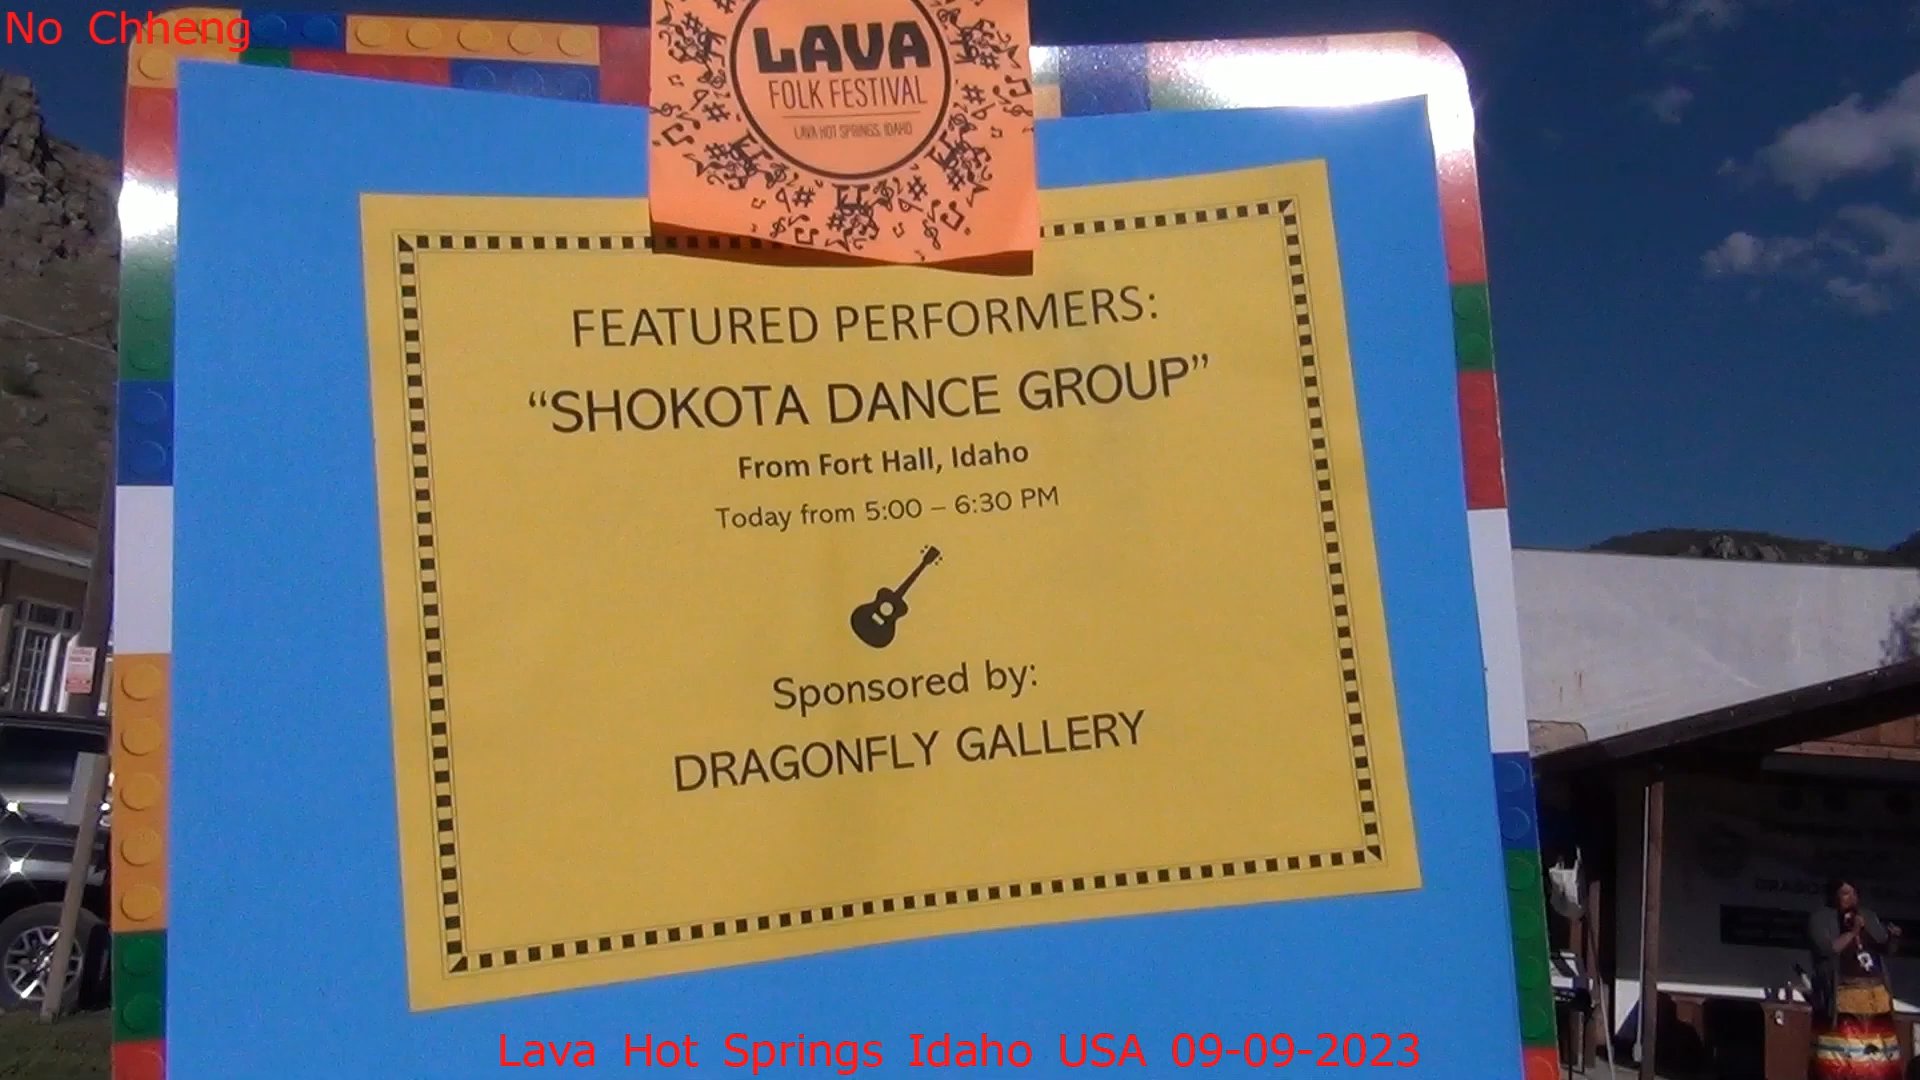 No Chheng
LAVA
FOLK FESTIVAL
LAVA HOT SPRINGS, IDAHO
FEATURED PERFORMERS:
“SHOKOTA DANCE GROUP”
From Fort Hall, Idaho
Today from 5:00 – 6:30 PM
Sponsored by:
DRAGONFLY GALLERY
Lava Hot Springs Idaho USA 09-09-2023